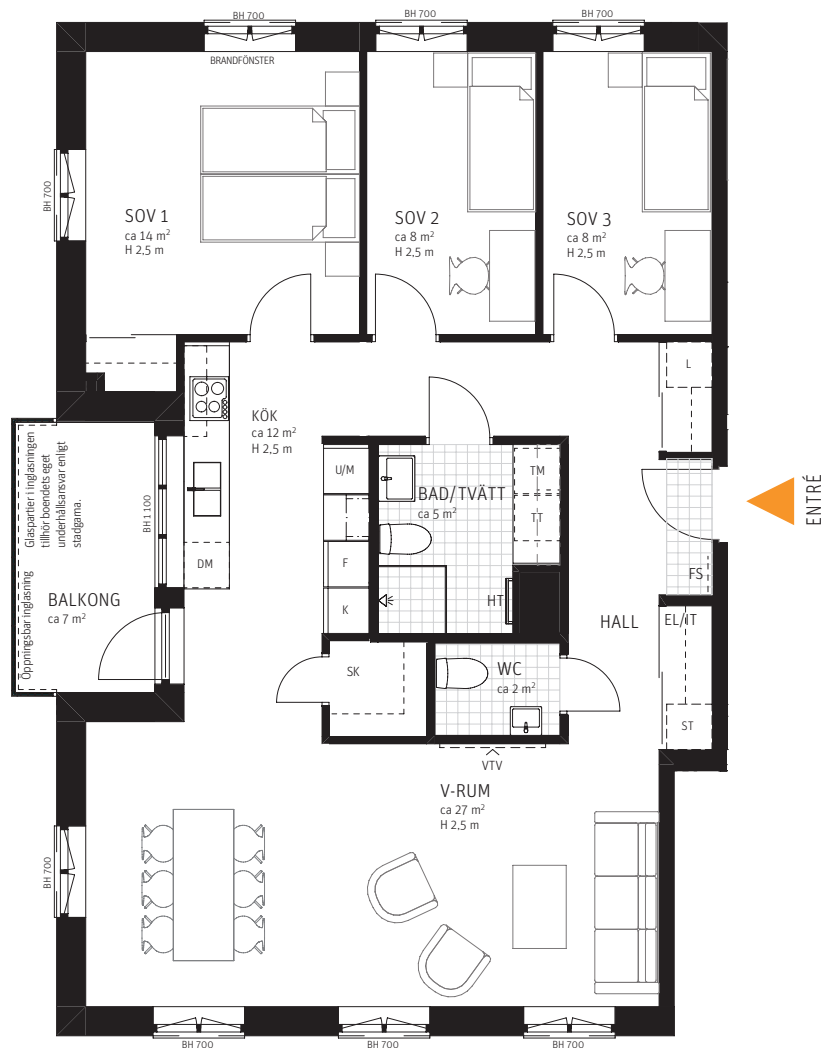 BH 700
BH 700
BH 700
BRANDFÖNSTER
BH 700
SOV 1
ca 14 m²
H 2,5 m
SOV 2
ca 8 m²
H 2,5 m
SOV 3
ca 8 m²
H 2,5 m
L
KÖK
ca 12 m²
H 2,5 m
U/M
BAD/TVÄTT
ca 5 m²
TM
TT
ENTRÉ
Glaspartier i inglasningen
tillhör boendets eget
underhållsansvar enligt
stadgarna.
Öppningsbar inglasning
BH 1 100
DM
F
K
FS
HT
BALKONG
ca 7 m²
HALL
EL/IT
SK
WC
ca 2 m²
ST
VTV
V-RUM
ca 27 m²
H 2,5 m
BH 700
BH 700
BH 700
BH 700